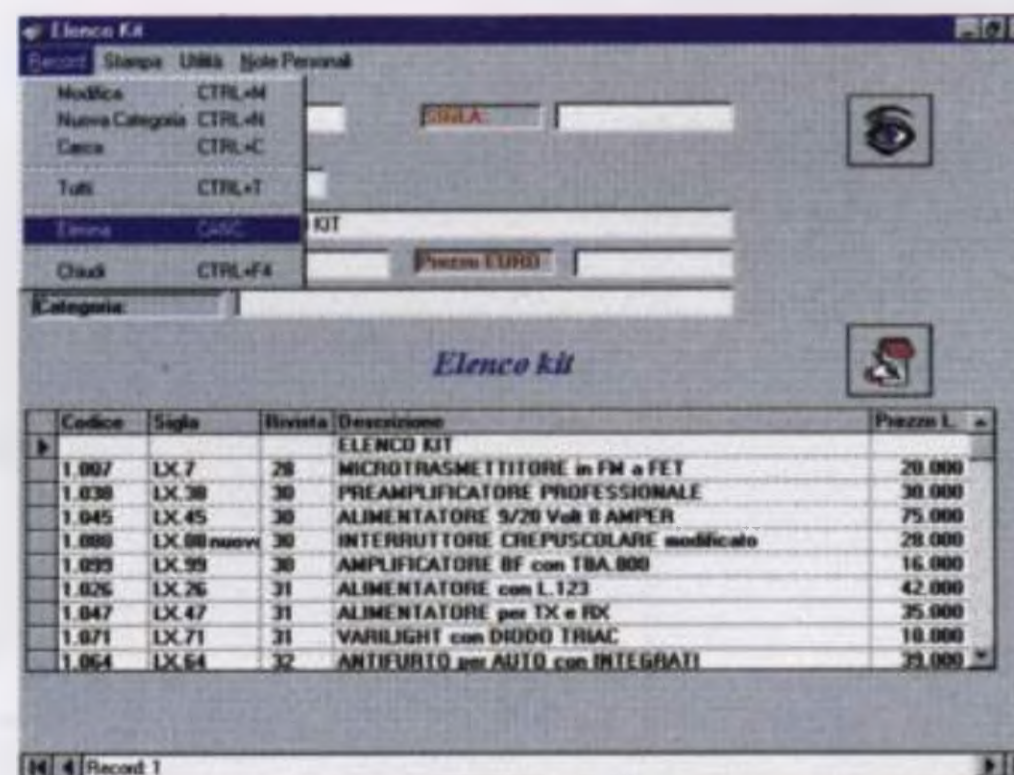 Elenco Kit
Record Stampa Utilità Note Personali
Modifica CTRL+M
Nuova Categoria CTRL+N
Cerca CTRL+C
Tutti CTRL+T
Elimina CANC
Chiudi CTRL+F4
SIGLA:
KIT
Prezzo EURO
Categoria:
Elenco kit
Codice Sigla Rivista Descrizione Prezzo L.
ELENCO KIT
1.007 LX.7 28 MICROTRASMETTITORE in FM a FET 20.000
1.038 LX.38 30 PREAMPLIFICATORE PROFESSIONALE 30.000
1.045 LX.45 30 ALIMENTATORE 9/20 Volt 8 AMPER 75.000
1.080 LX.80 nuovo 30 INTERRUTTORE CREPUSCOLARE modificato 28.000
1.099 LX.99 30 AMPLIFICATORE BF con TBA.800 16.000
1.026 LX.26 31 ALIMENTATORE con L.123 42.000
1.047 LX.47 31 ALIMENTATORE per TX e RX 35.000
1.071 LX.71 31 VARILIGHT con DIODO TRIAC 10.000
1.064 LX.64 32 ANTIFURTO per AUTO con INTEGRATI 39.000
Record: 1